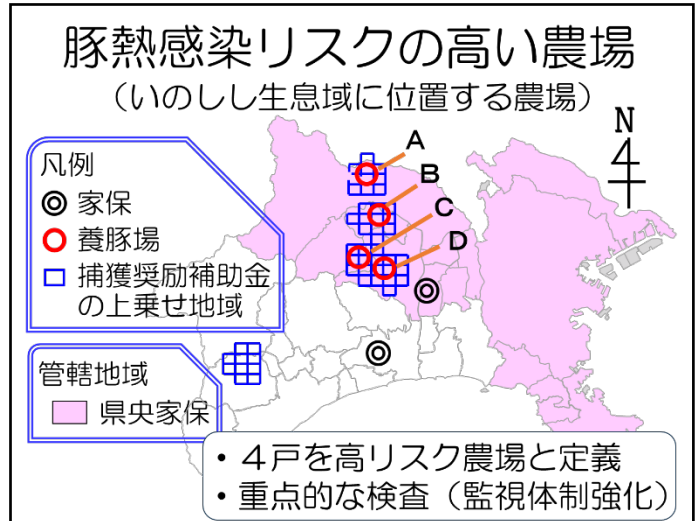 豚熱感染リスクの高い農場
（いのしし生息域に位置する農場）
N
A
B
C
D
凡例
家保
養豚場
捕獲奨励補助金
の上乗せ地域
管轄地域
県央家保
・４戸を高リスク農場と定義
・重点的な検査（監視体制強化）